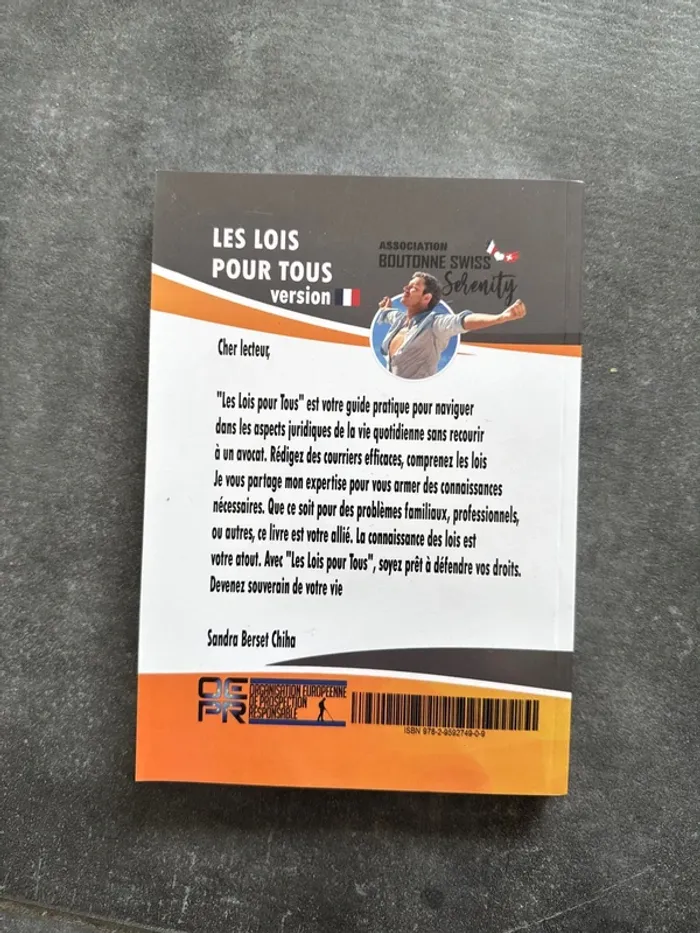 LES LOIS
POUR TOUS
version
ASSOCIATION
BOUTONNE SWISS
Serenity
Cher lecteur,
"Les Lois pour Tous" est votre guide pratique pour naviguer
dans les aspects juridiques de la vie quotidienne sans recourir
à un avocat. Rédigez des courriers efficaces, comprenez les lois
Je vous partage mon expertise pour vous armer des connaissances
nécessaires. Que ce soit pour des problèmes familiaux, professionnels,
ou autres, ce livre est votre allié. La connaissance des lois est
votre atout. Avec "Les Lois pour Tous", soyez prêt à défendre vos droits.
Devenez souverain de votre vie
Sandra Berset Chiha
OE
PR
ORGANISATION EUROPEENNE
DE PROSPECTION
RESPONSABLE
ISBN 978-2-9592749-0-9